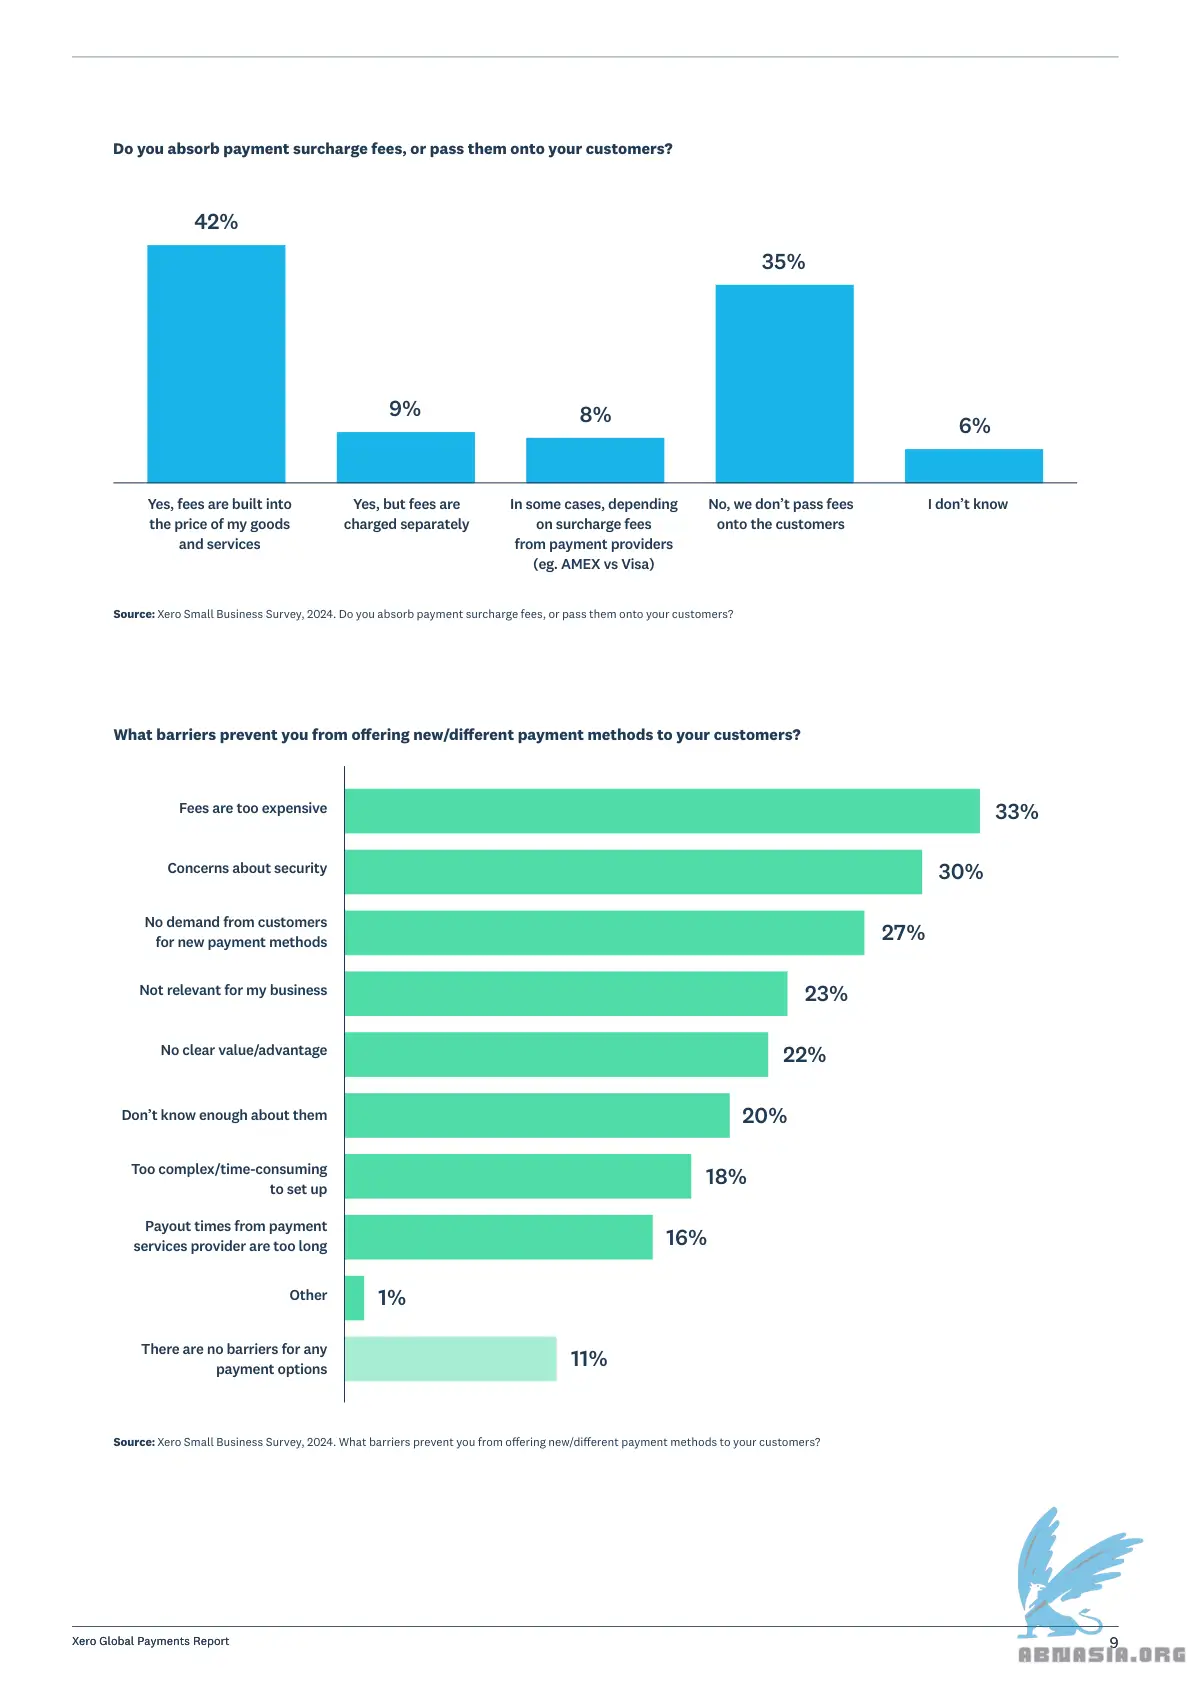 Do you absorb payment surcharge fees, or pass them onto your customers?
42%
9%
8%
35%
6%
Yes, fees are built into
the price of my goods
and services
Yes, but fees are
charged separately
In some cases, depending
on surcharge fees
from payment providers
(eg. AMEX vs Visa)
No, we don’t pass fees
onto the customers
I don’t know
Source: Xero Small Business Survey, 2024. Do you absorb payment surcharge fees, or pass them onto your customers?
What barriers prevent you from offering new/different payment methods to your customers?
Fees are too expensive
33%
Concerns about security
30%
No demand from customers
for new payment methods
27%
Not relevant for my business
23%
No clear value/advantage
22%
Don’t know enough about them
20%
Too complex/time-consuming
to set up
18%
Payout times from payment
services provider are too long
16%
Other
1%
There are no barriers for any
payment options
11%
Source: Xero Small Business Survey, 2024. What barriers prevent you from offering new/different payment methods to your customers?
Xero Global Payments Report
9
ABNASIA.ORG